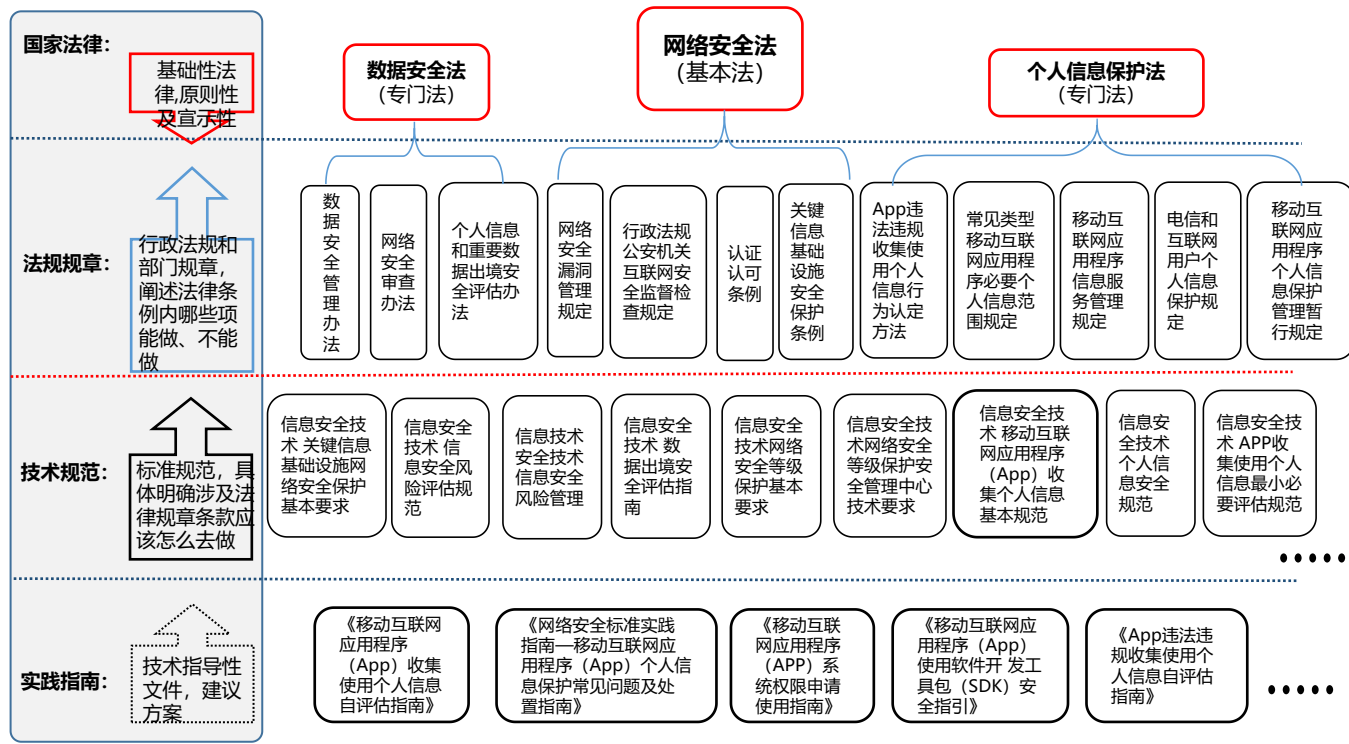 国家法律：
基础性法
律,原则性
及宣示性
数据安全法
（专门法）
网络安全法
（基本法）
个人信息保护法
（专门法）
法规规章：
行政法规和
部门规章，
阐述法律条
例内哪些项
能做、不能
做
数
据
安
全
管
理
办
法
网络
安全
审查
办法
个人信息
和重要数
据出境安
全评估办
法
网络
安全
漏洞
管理
规定
行政法规
公安机关
互联网安
全监督检
查规定
认证
认可
条例
关键
信息
基础
设施
安全
保护
条例
App违
法违规
收集使
用个人
信息行
为认定
方法
常见类型
移动互联
网应用程
序必要个
人信息范
围规定
移动互
联网应
用程序
信息服
务管理
规定
电信和
互联网
用户个
人信息
保护规
定
移动互
联网应
用程序
个人信
息保护
管理暂
行规定
技术规范：
标准规范，具
体明确涉及法
律规章条款应
该怎么去做
信息安全技
术 关键信息
基础设施网
络安全保护
基本要求
信息安全
技术 信
息安全风
险评估规
范
信息技术
安全技术
信息安全
风险管理
信息安全
技术 数
据出境安
全评估指
南
信息安全
技术网络
安全等级
保护基本
要求
信息安全技
术网络安全
等级保护安
全管理中心
技术要求
信息安全技
术 移动互联
网应用程序
（App）收
集个人信息
基本规范
信息安
全技术
个人信
息安全
规范
信息安全技
术 APP收
集使用个人
信息最小必
要评估规范
•••••
实践指南：
技术指导性
文件，建议
方案
《移动互联网
应用程序
（App）收集
使用个人信息
自评估指南》
《网络安全标准实践
指南—移动互联网应
用程序（App）个人信
息保护常见问题及处
置指南》
《移动互联
网应用程序
（APP）系
统权限申请
使用指南》
《移动互联网应
用程序（App）
使用软件开 发工
具包（SDK）安
全指引》
《App违法违
规收集使用个
人信息自评估
指南》
•••••